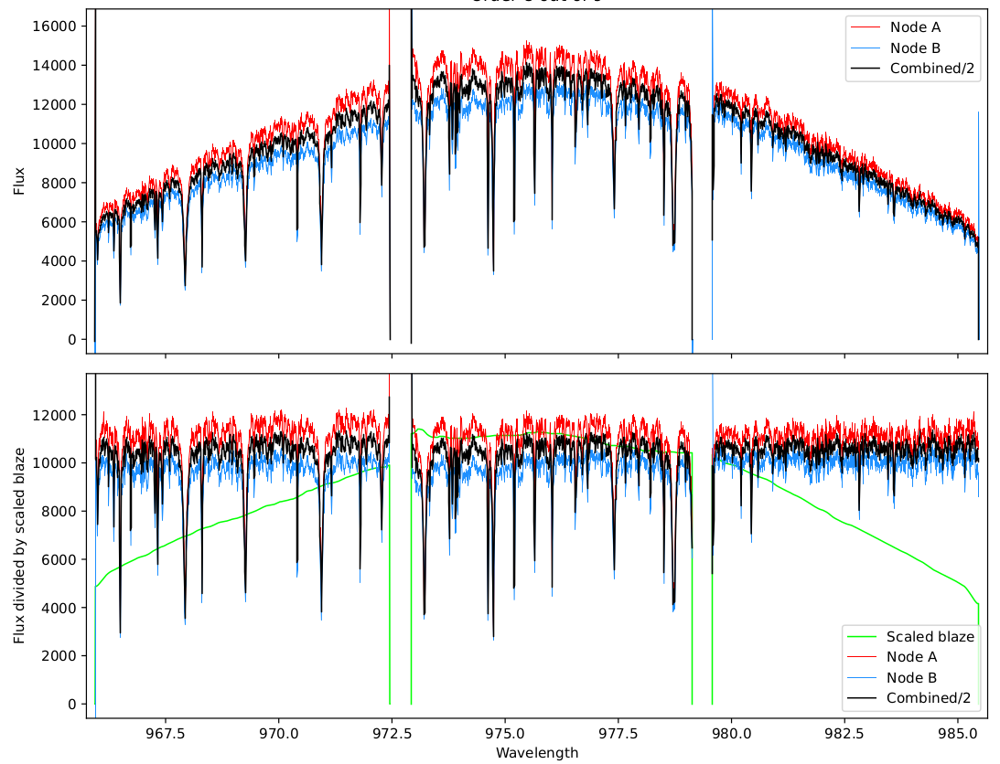 16000
14000
12000
10000
8000
6000
4000
2000
0
Flux
Node A
Node B
Combined/2
12000
10000
8000
6000
4000
2000
0
Flux divided by scaled blaze
Scaled blaze
Node A
Node B
Combined/2
967.5 970.0 972.5 975.0 977.5 980.0 982.5 985.0
Wavelength